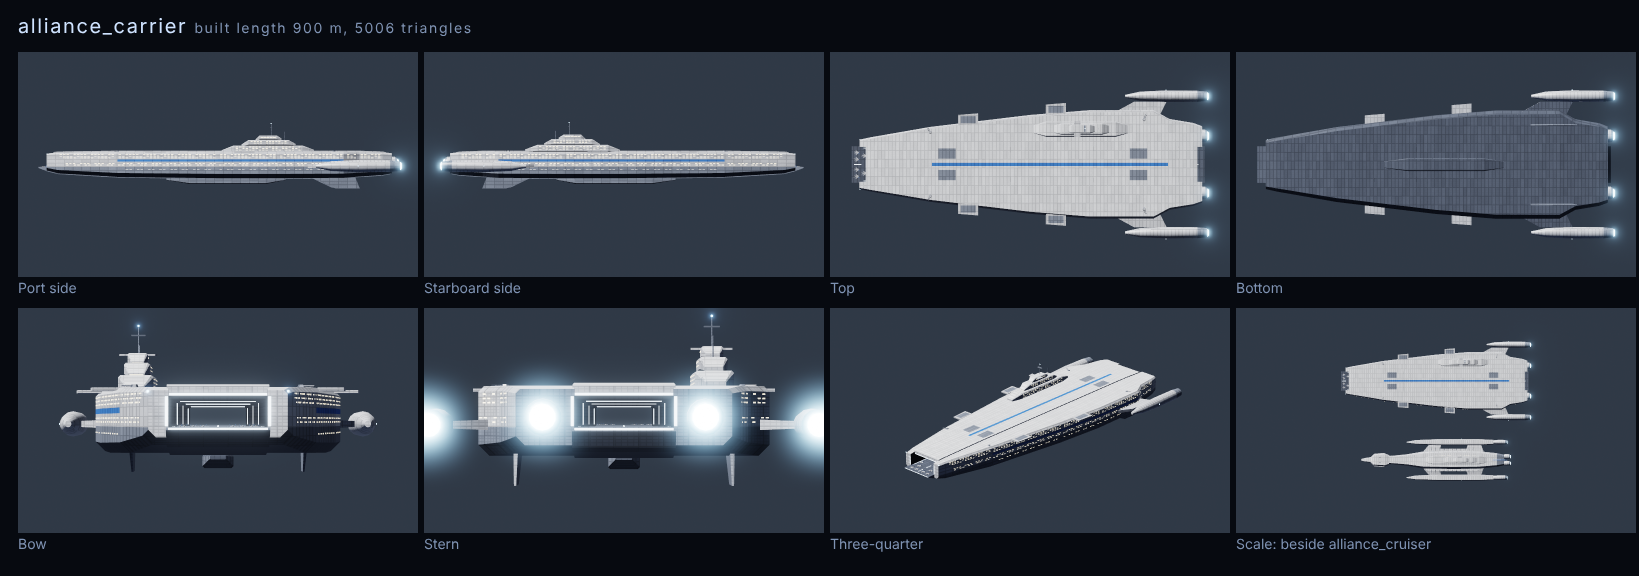 alliance_carrier built length 900 m, 5006 triangles
Port side
Starboard side
Top
Bottom
Bow
Stern
Three-quarter
Scale: beside alliance_cruiser